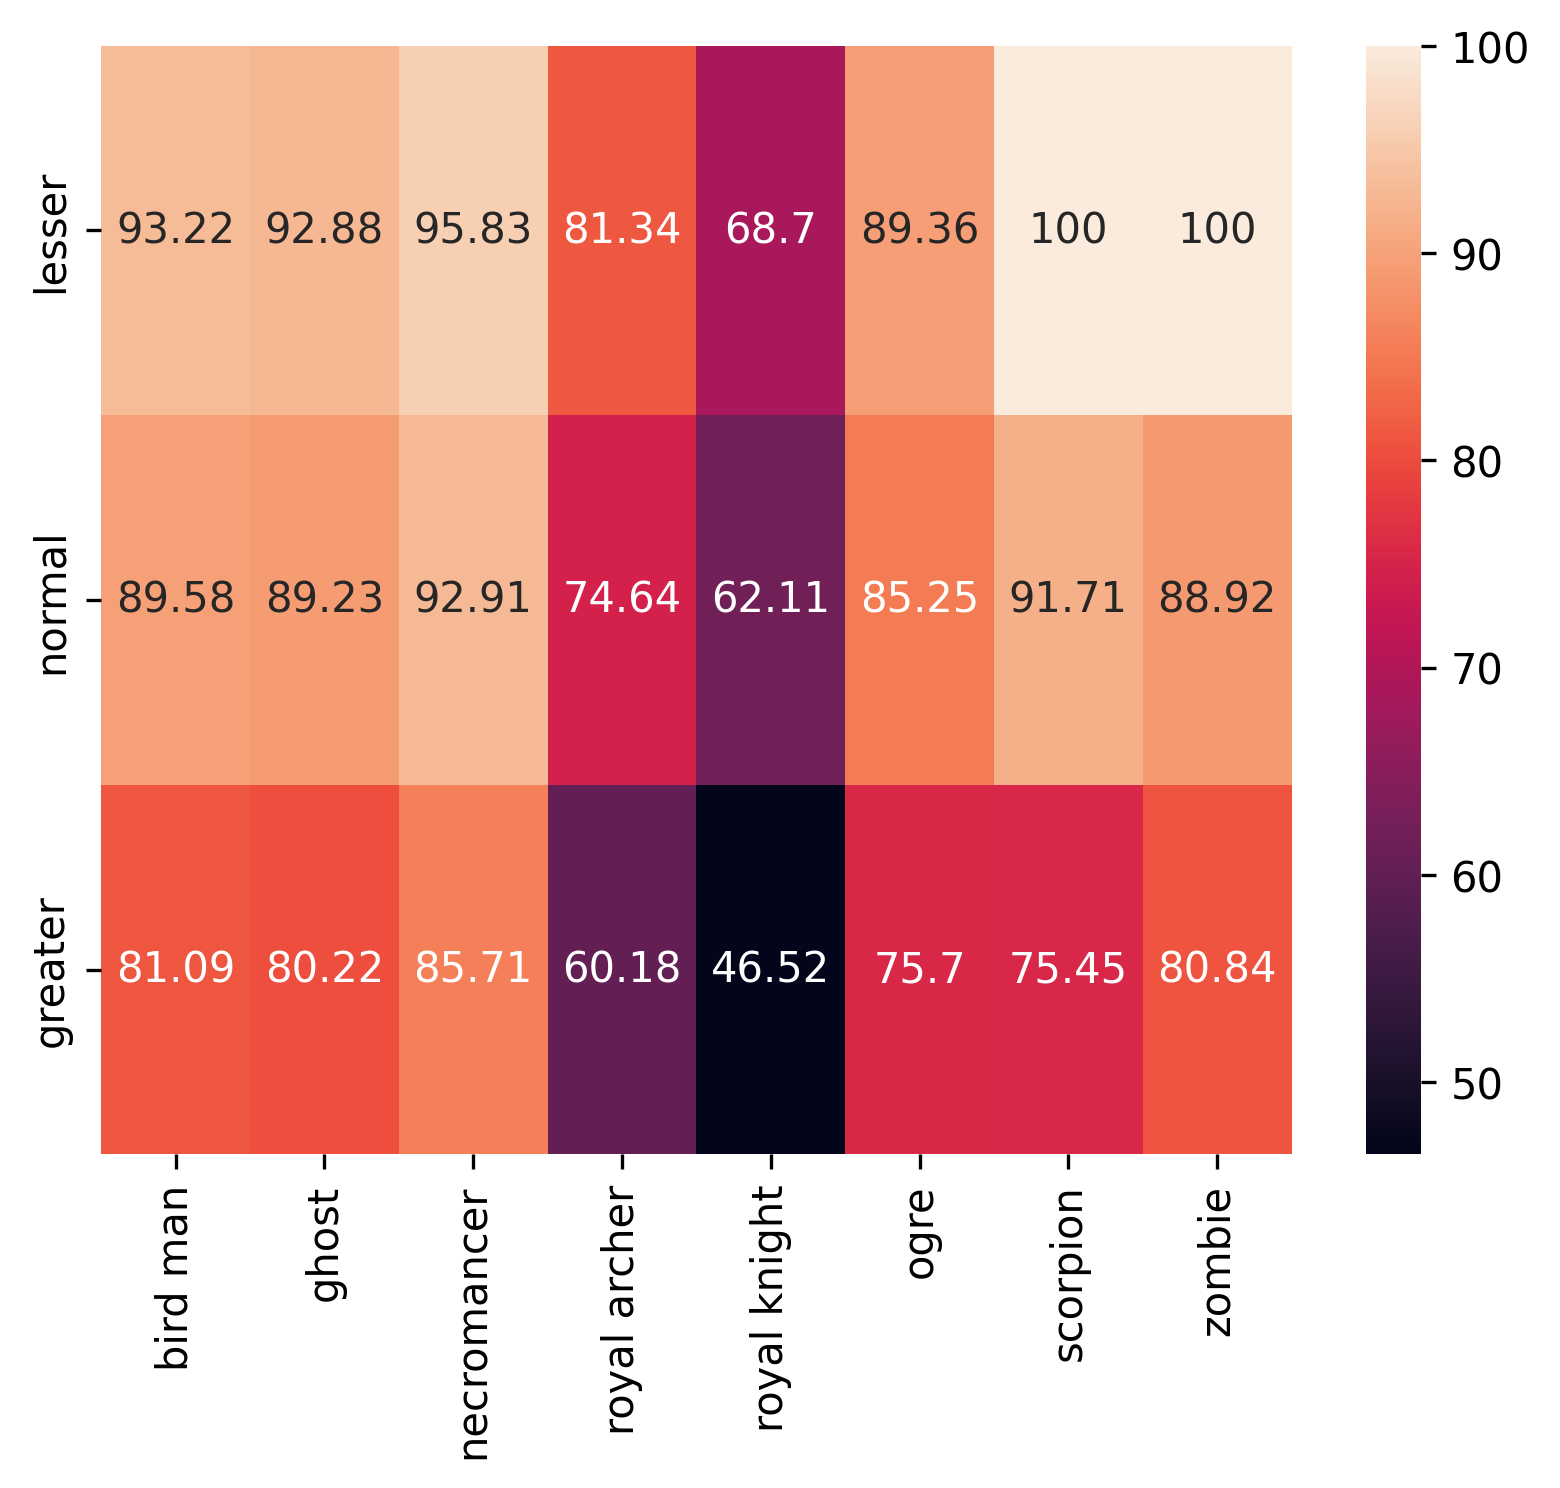 lesser 93.22 92.88 95.83 81.34 68.7 89.36 100 100
normal 89.58 89.23 92.91 74.64 62.11 85.25 91.71 88.92
greater 81.09 80.22 85.71 60.18 46.52 75.7 75.45 80.84
bird man
ghost
necromancer
royal archer
royal knight
ogre
scorpion
zombie
100
90
80
70
60
50